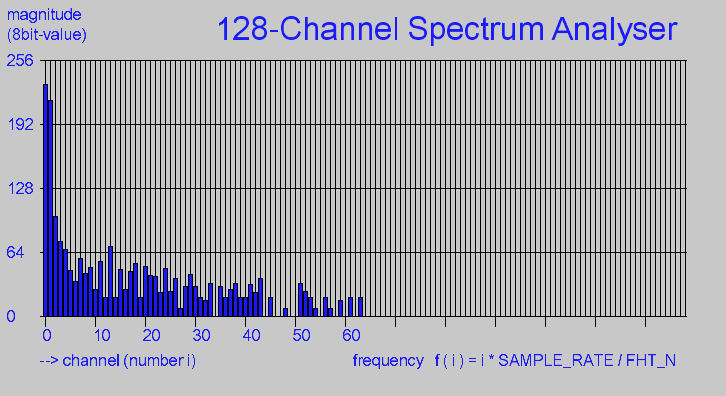 magnitude
(8bit-value)
128-Channel Spectrum Analyser
256
192
128
64
0
0 10 20 30 40 50 60
--> channel (number i)
frequency f ( i ) = i * SAMPLE_RATE / FHT_N